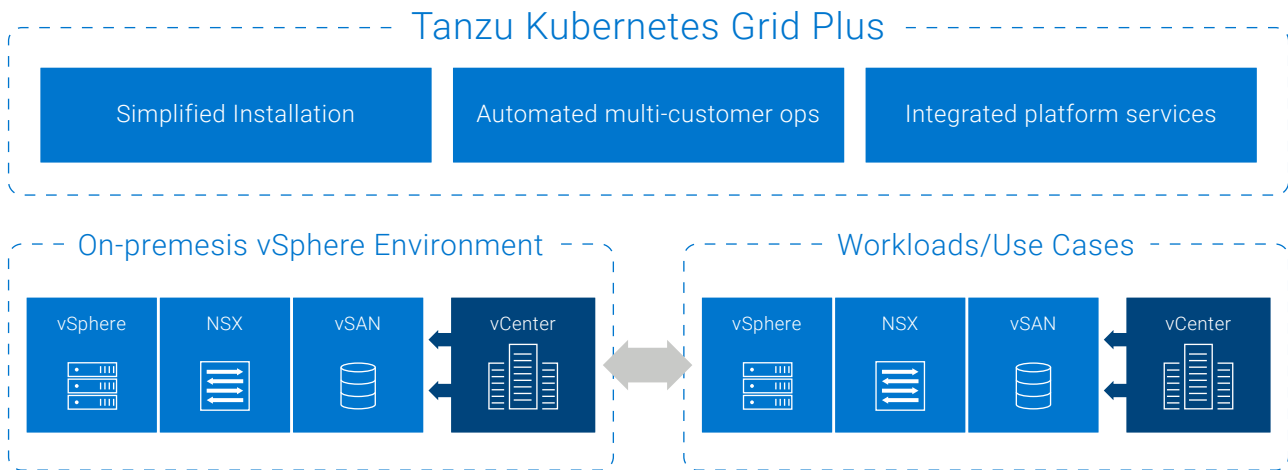 Tanzu Kubernetes Grid Plus
Simplified Installation
Automated multi-customer ops
Integrated platform services
On-premesis vSphere Environment
vSphere
NSX
vSAN
vCenter
Workloads/Use Cases
vSphere
NSX
vSAN
vCenter